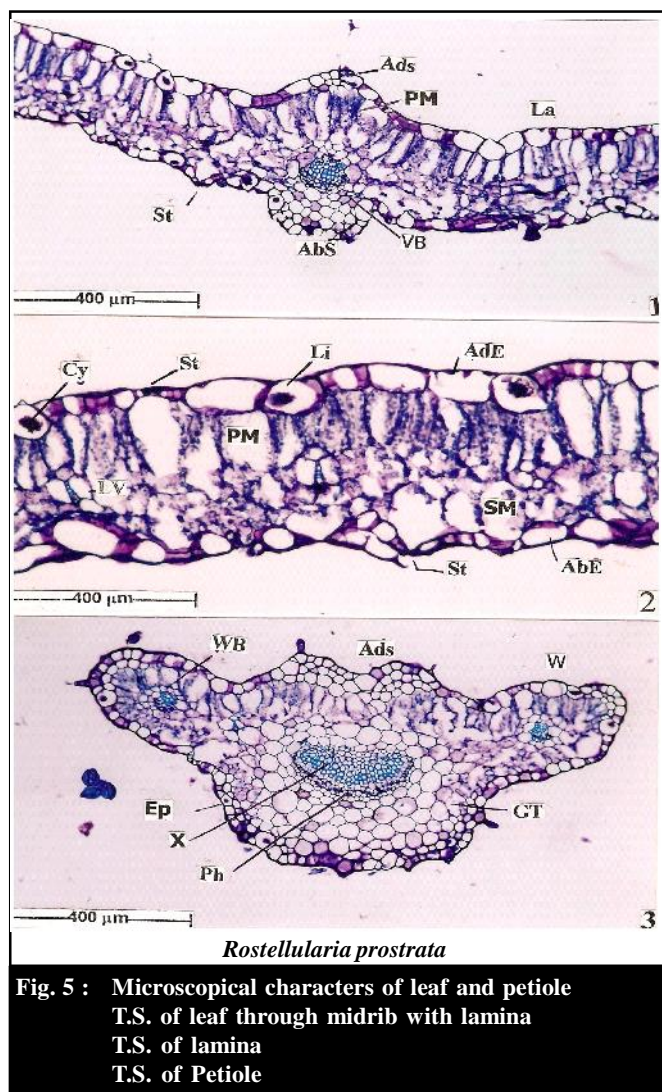 Ads
PM
La
St
AbS
VB
400 µm
1
Cy
St
Li
AdE
PM
LV
SM
St
AbE
400 µm
2
WB
Ads
W
Ep
X
Ph
GT
400 µm
3
Rostellularia prostrata
Fig. 5 : Microscopical characters of leaf and petiole
T.S. of leaf through midrib with lamina
T.S. of lamina
T.S. of Petiole